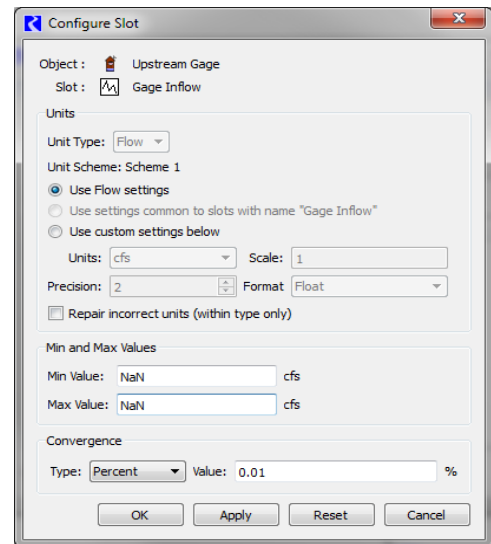 Configure Slot
Object : Upstream Gage
Slot : Gage Inflow
Units
Unit Type: Flow
Unit Scheme: Scheme 1
Use Flow settings
Use settings common to slots with name "Gage Inflow"
Use custom settings below
Units: cfs Scale: 1
Precision: 2 Format Float
Repair incorrect units (within type only)
Min and Max Values
Min Value: NaN cfs
Max Value: NaN cfs
Convergence
Type: Percent Value: 0.01 %
OK Apply Reset Cancel